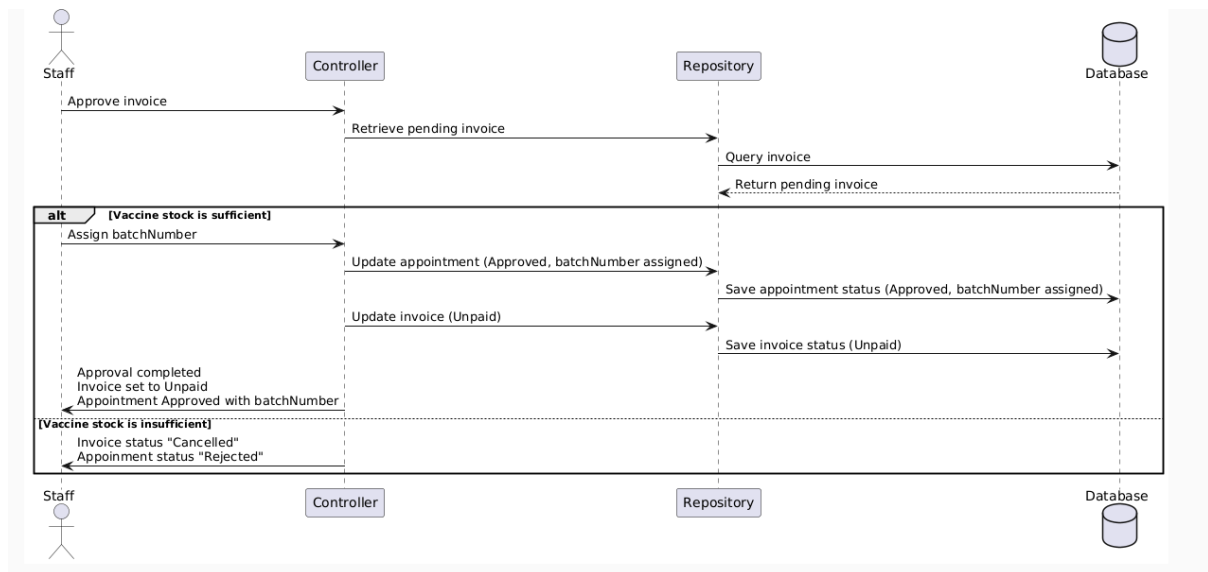 Staff
Controller
Repository
Database
Approve invoice
Retrieve pending invoice
Query invoice
Return pending invoice
alt [Vaccine stock is sufficient]
Assign batchNumber
Update appointment (Approved, batchNumber assigned)
Save appointment status (Approved, batchNumber assigned)
Update invoice (Unpaid)
Save invoice status (Unpaid)
Approval completed
Invoice set to Unpaid
Appointment Approved with batchNumber
[Vaccine stock is insufficient]
Invoice status "Cancelled"
Appoinment status "Rejected"
Staff
Controller
Repository
Database